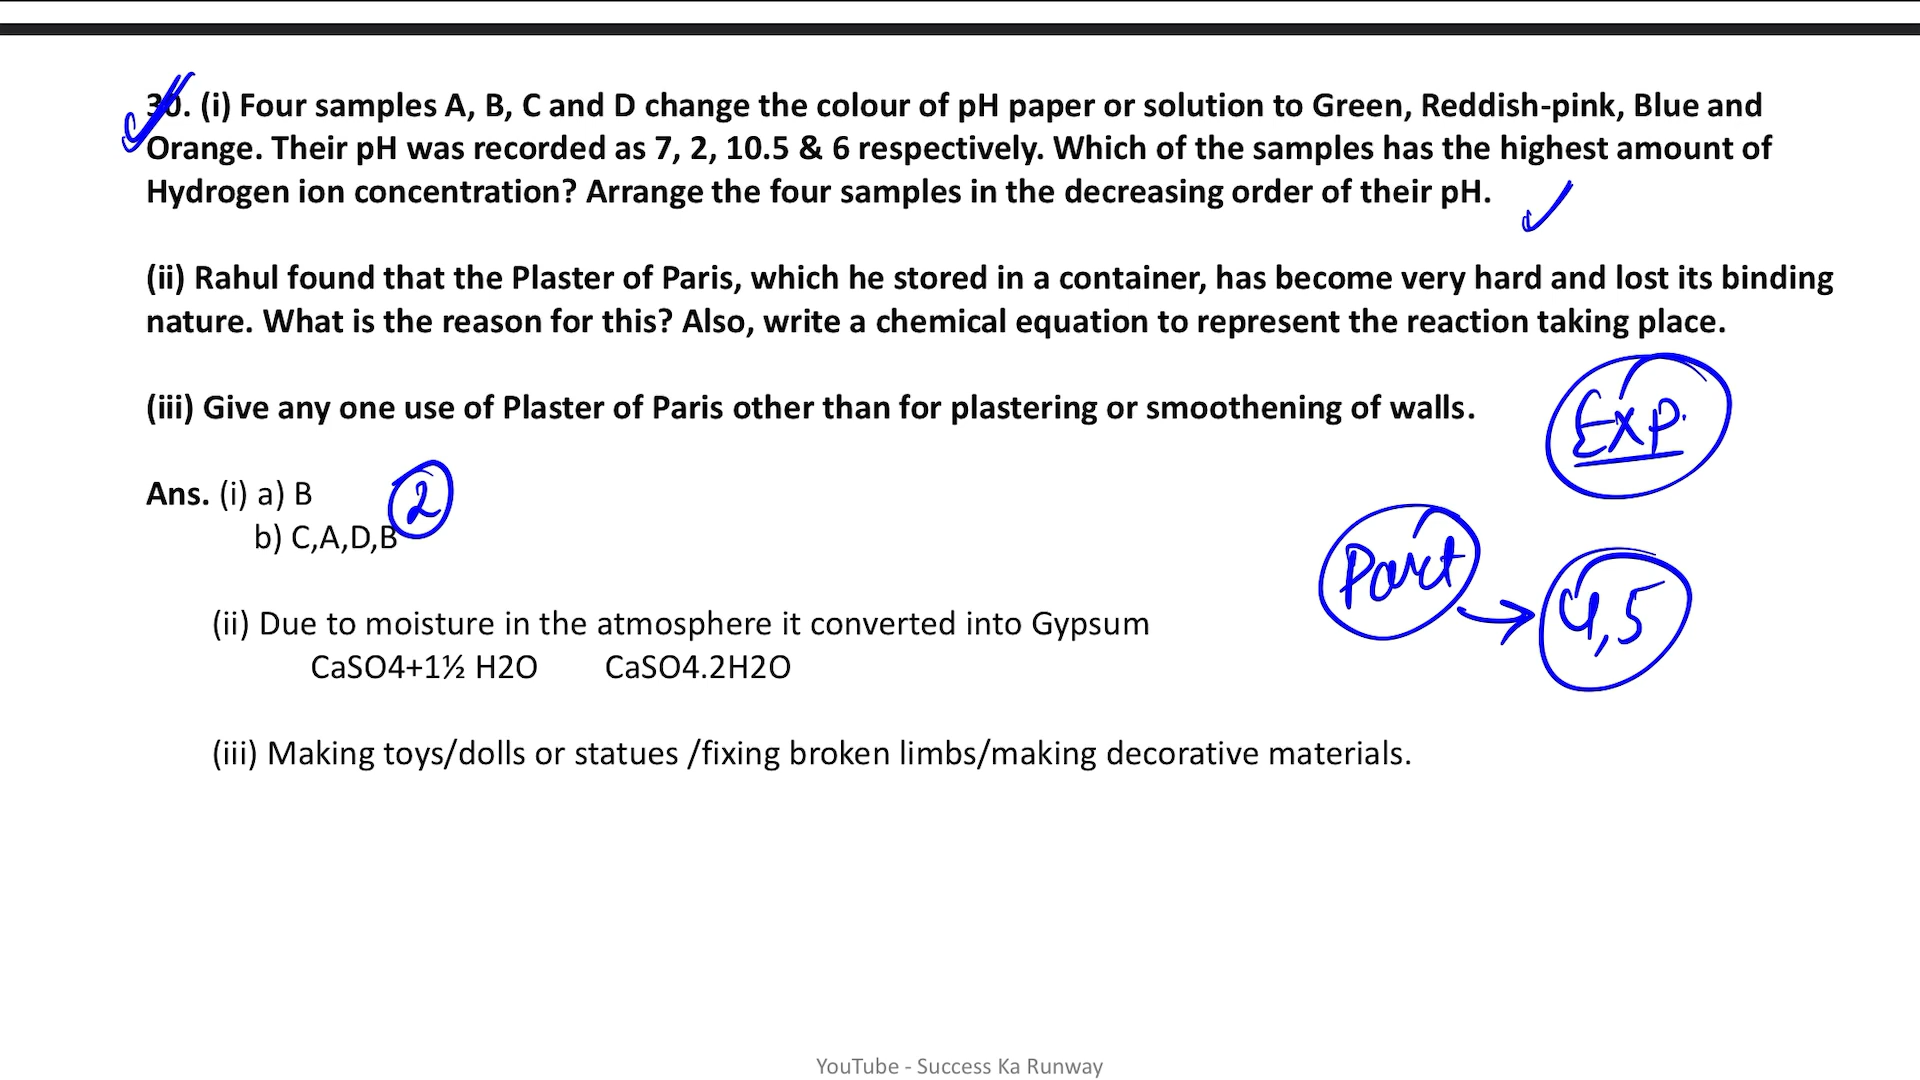 30. (i) Four samples A, B, C and D change the colour of pH paper or solution to Green, Reddish-pink, Blue and
Orange. Their pH was recorded as 7, 2, 10.5 & 6 respectively. Which of the samples has the highest amount of
Hydrogen ion concentration? Arrange the four samples in the decreasing order of their pH.
(ii) Rahul found that the Plaster of Paris, which he stored in a container, has become very hard and lost its binding
nature. What is the reason for this? Also, write a chemical equation to represent the reaction taking place.
(iii) Give any one use of Plaster of Paris other than for plastering or smoothening of walls.
Exp.
Ans. (i) a) B
2
b) C,A,D,B
Part
4,5
(ii) Due to moisture in the atmosphere it converted into Gypsum
CaSO4+1½ H2O CaSO4.2H2O
(iii) Making toys/dolls or statues /fixing broken limbs/making decorative materials.
YouTube - Success Ka Runway